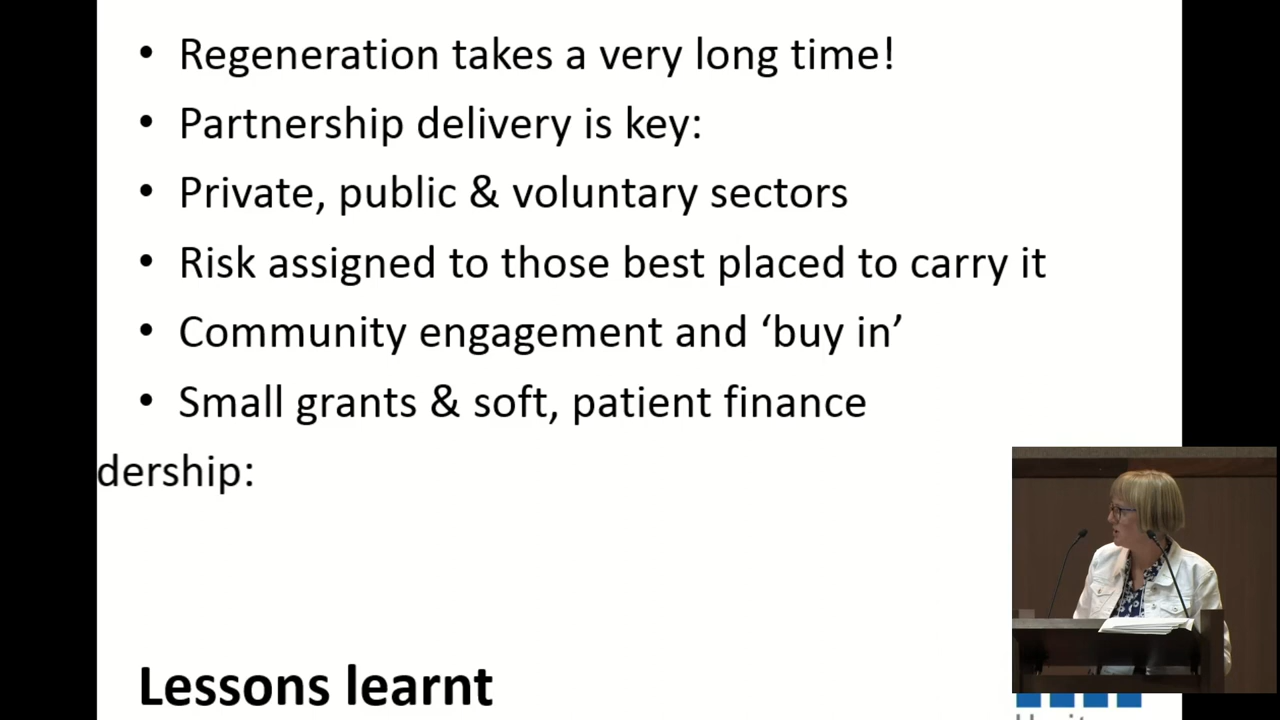 • Regeneration takes a very long time!
• Partnership delivery is key:
• Private, public & voluntary sectors
• Risk assigned to those best placed to carry it
• Community engagement and ‘buy in’
• Small grants & soft, patient finance
dership:
Lessons learnt